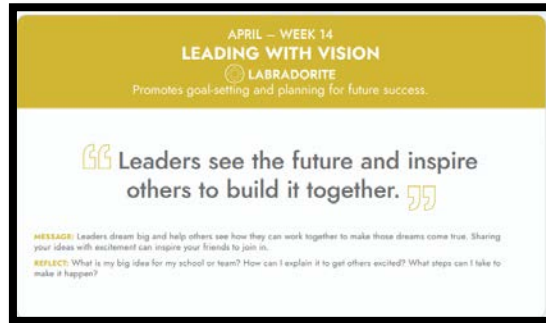 APRIL – WEEK 14
LEADING WITH VISION
LABRADORITE
Promotes goal-setting and planning for future success.
“Leaders see the future and inspire
others to build it together.”
MESSAGE: Leaders dream big and help others see how they can work together to make those dreams come true. Sharing
your ideas with excitement can inspire your friends to join in.
REFLECT: What is my big idea for my school or team? How can I explain it to get others excited? What steps can I take to
make it happen?